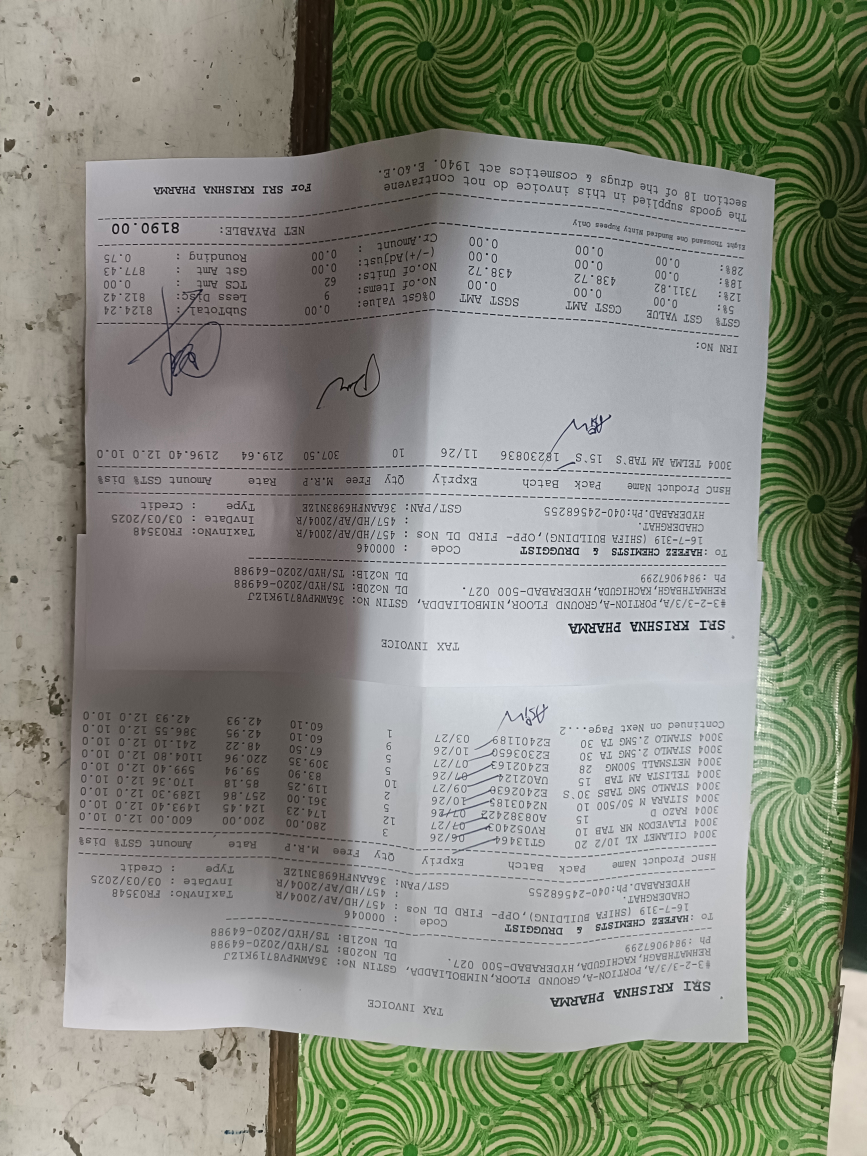 TAX INVOICE
SRI KRISHNA PHARMA
#3-2-3/3/A, PORTION-A, GROUND FLOOR, NIMBOLIADDA, GSTIN No: 36AWMPV8719K1ZJ
REHMATHBAGH, KACHIGUDA, HYDERABAD-500 027. DL No20B: TS/HYD/2020-64988
Ph :9849067299 DL No21B: TS/HYD/2020-64988
To :HAFEEZ CHEMISTS & DRUGGIST Code : 000046
16-7-319 (SHIFA BUILDING), OPP- FIRD DL Nos : 457/HD/AP/2004/R TaxInvNo: FR03548
CHADERGHAT. : 457/HD/AP/2004/R InvDate : 03/03/2025
HYDERABAD. Ph:040-24568255 GST/PAN: 36AANFH6983N1ZE Type : Credit
HsnC Product Name Pack Batch Expriy Qty Free M.R.P Rate Amount GST% Dis%
3004 CILANET XL 10/2 20 GT13464 06/26 3 280.00 200.00 600.00 12.0 10.0
3004 FLAVEDON MR TAB 10 RV052403 07/27 12 174.23 124.45 1493.40 12.0 10.0
3004 RAZO D 15 A08382422 07/26 5 361.00 257.86 1289.30 12.0 10.0
3004 SITARA M 50/500 10 NZ403185 10/26 2 119.25 85.18 170.36 12.0 10.0
3004 STAMLO 5MG TABS 30'S E2402636 09/27 10 83.90 59.94 599.40 12.0 10.0
3004 TELISTA AM TAB 15 UA02124 07/26 5 309.35 220.96 1104.80 12.0 10.0
3004 METSMALL 500MG 28 E2402163 07/27 5 67.50 48.22 241.10 12.0 10.0
3004 STAMLO 2.5MG TA 30 E2303650 10/26 9 60.10 42.95 386.55 12.0 10.0
3004 STAMLO 2.5MG TA 30 E2401189 03/27 1 60.10 42.93 42.93 12.0 10.0
Continued on Next Page...2
TAX INVOICE
SRI KRISHNA PHARMA
#3-2-3/3/A, PORTION-A, GROUND FLOOR, NIMBOLIADDA, GSTIN No: 36AWMPV8719K1ZJ
REHMATHBAGH, KACHIGUDA, HYDERABAD-500 027. DL No20B: TS/HYD/2020-64988
Ph :9849067299 DL No21B: TS/HYD/2020-64988
To :HAFEEZ CHEMISTS & DRUGGIST Code : 000046
16-7-319 (SHIFA BUILDING), OPP- FIRD DL Nos : 457/HD/AP/2004/R TaxInvNo: FR03548
CHADERGHAT. : 457/HD/AP/2004/R InvDate : 03/03/2025
HYDERABAD. Ph:040-24568255 GST/PAN: 36AANFH6983N1ZE Type : Credit
HsnC Product Name Pack Batch Expriy Qty Free M.R.P Rate Amount GST% Dis%
3004 TELMA AM TAB'S 15'S 18230836 11/26 10 307.50 219.64 2196.40 12.0 10.0
IRN No:
GST% GST VALUE CGST AMT SGST AMT 0%Gst Value: 0.00 SubTotal: 8124.24
5%: 0.00 0.00 0.00 No.of Items: 9 Less Disc: 812.42
12%: 7311.82 438.72 438.72 No.of Units: 62 TCS Amt : 0.00
18%: 0.00 0.00 0.00 (-/+)Adjust: 0.00 Gst Amt : 877.43
28%: 0.00 0.00 0.00 Cr.Amount : 0.00 Rounding : 0.75
Eight Thousand One Hundred Ninty Rupees Only NET PAYABLE: 8190.00
The goods supplied in this invoice do not contravene
section 18 of the drugs & cosmetics act 1940. E.&O.E. For SRI KRISHNA PHARMA